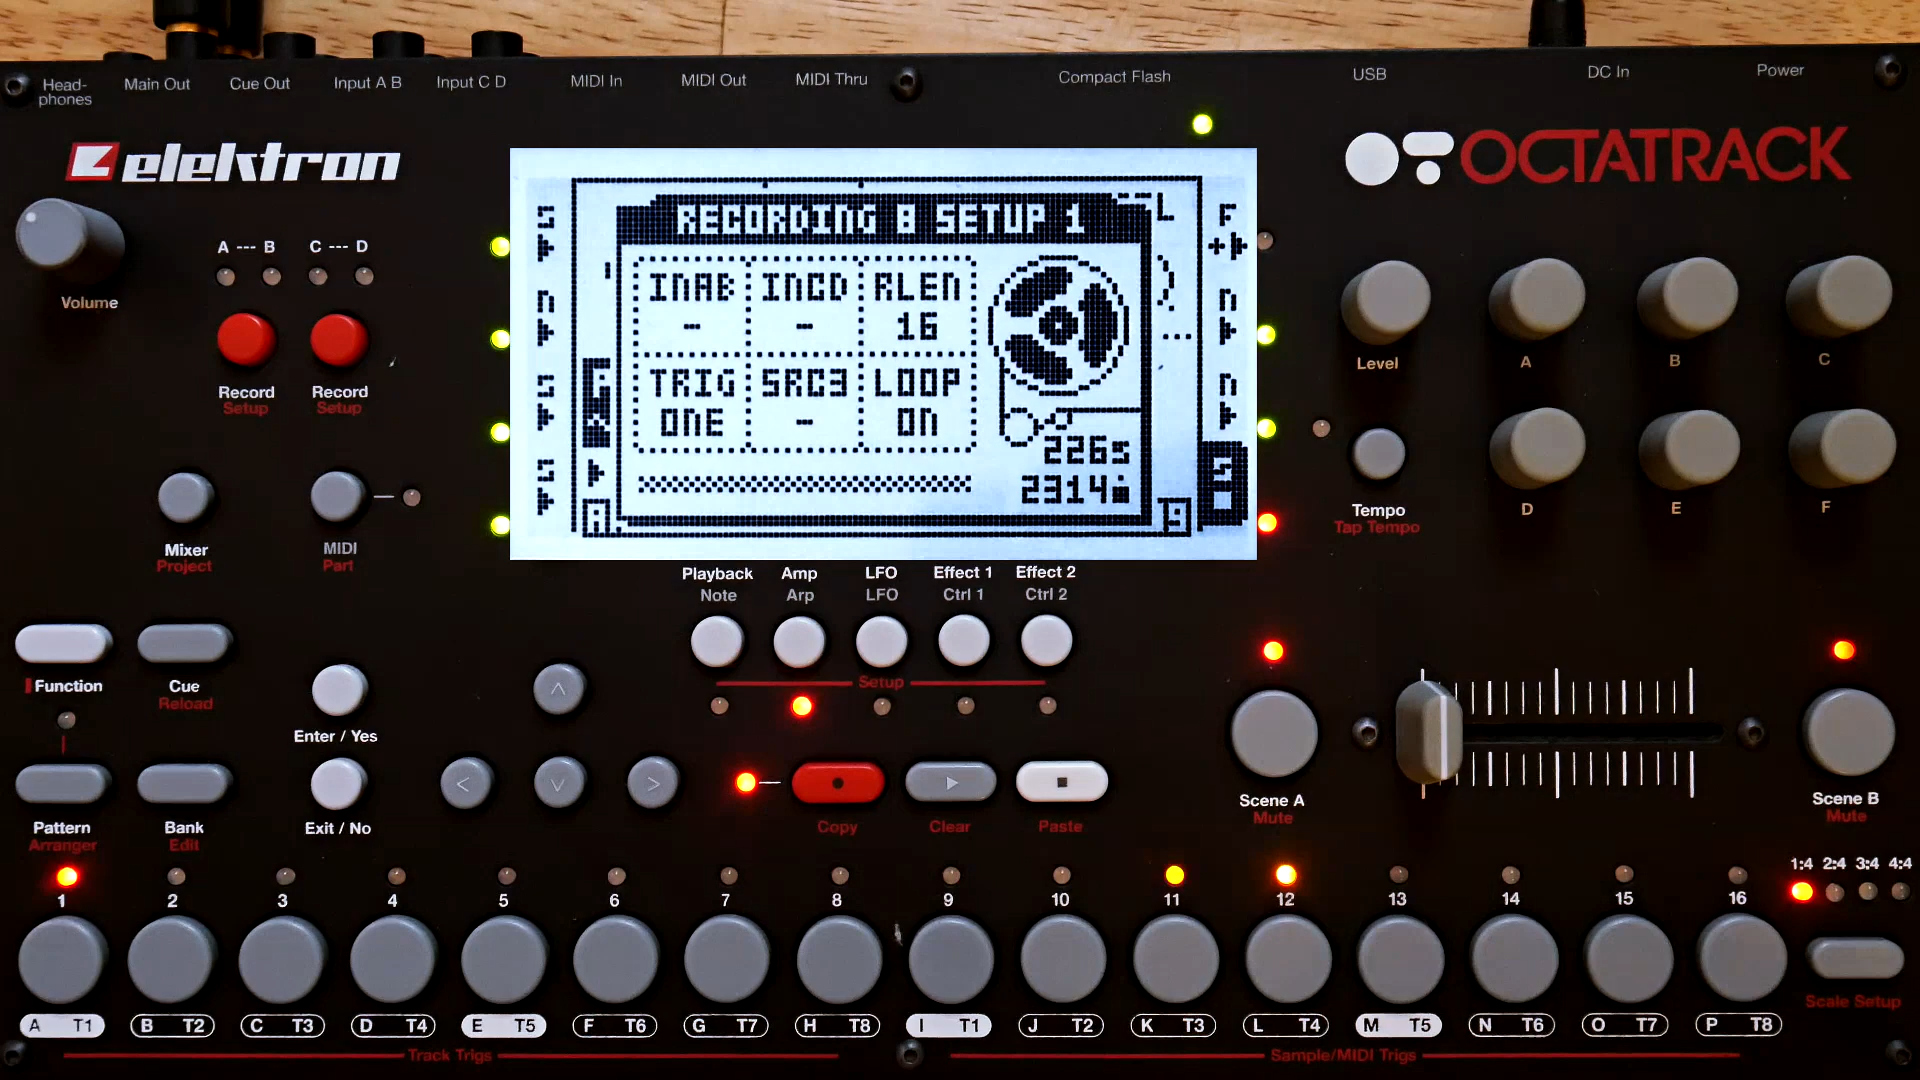 Head-phones Main Out Cue Out Input A B Input C D MIDI In MIDI Out MIDI Thru Compact Flash USB DC In Power
elektron
OCTATRACK
RECORDING 8 SETUP 1
A --- B C --- D
INAB INCD RLEN
- - 16
TRIG SRC3 LOOP
ONE - ON
226s
2314
A
B
Volume
Level A B C
Record Record
Setup Setup
Tempo D E F
Tap Tempo
Mixer MIDI
Project Part
Playback Amp LFO Effect 1 Effect 2
Note Arp LFO Ctrl 1 Ctrl 2
Setup
Function Cue
Reload
Enter / Yes
Scene A Scene B
Mute Mute
Pattern Bank Exit / No
Arranger Edit
Copy Clear Paste
1:4 2:4 3:4 4:4
1 2 3 4 5 6 7 8 9 10 11 12 13 14 15 16
Scale Setup
A T1 B T2 C T3 D T4 E T5 F T6 G T7 H T8 I T1 J T2 K T3 L T4 M T5 N T6 O T7 P T8
Track Trigs Sample/MIDI Trigs